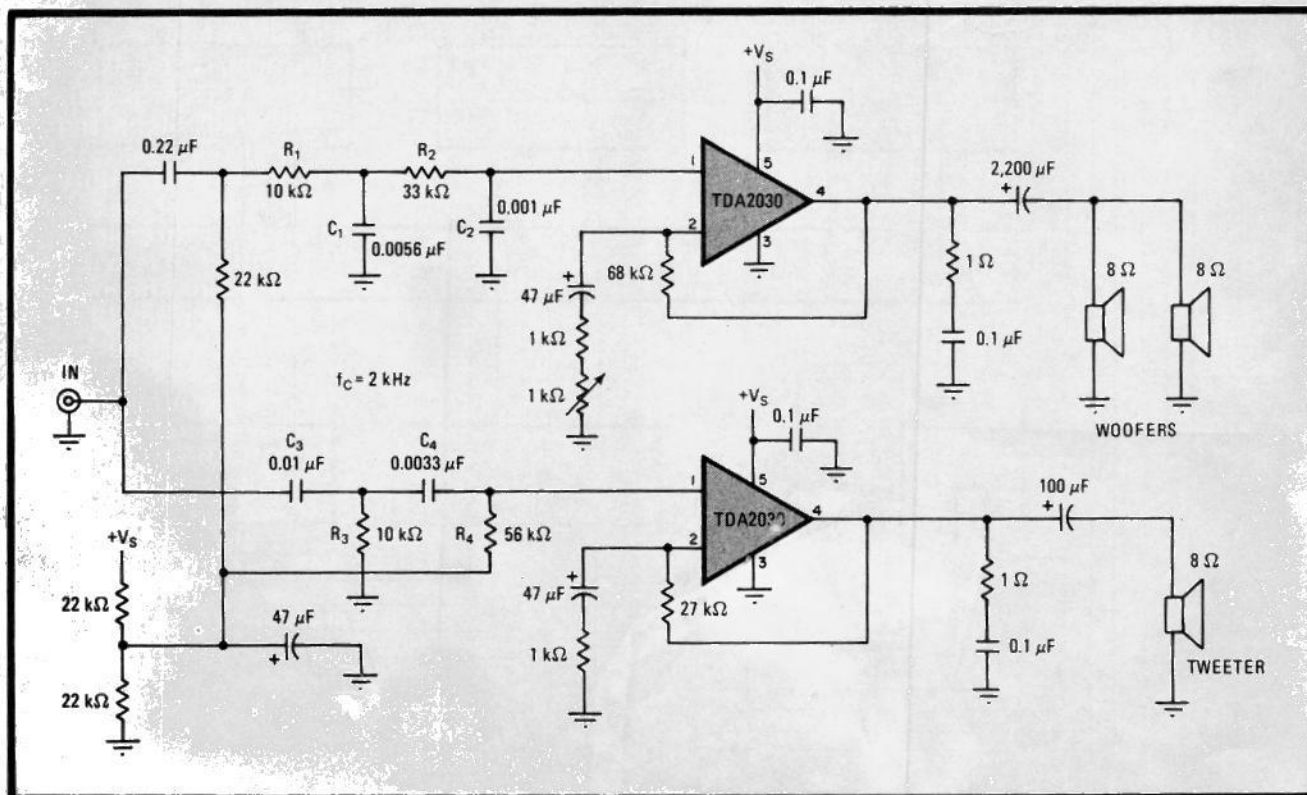 +V_S
0.1 μF
0.22 μF
R₁
10 kΩ
R₂
33 kΩ
1
5
TDA2030
4
2
3
2,200 μF
+
C₁
0.0056 μF
0.001 μF
C₂
22 kΩ
68 kΩ
+
47 μF
1 kΩ
1 kΩ
1 Ω
0.1 μF
8 Ω
8 Ω
WOOFERS
IN
f_C = 2 kHz
+V_S
0.1 μF
C₃
0.01 μF
C₄
0.0033 μF
1
5
TDA2030
4
2
3
100 μF
+
R₃
10 kΩ
R₄
56 kΩ
+
47 μF
27 kΩ
1 kΩ
1 Ω
0.1 μF
8 Ω
TWEETER
+V_S
22 kΩ
47 μF
+
22 kΩ